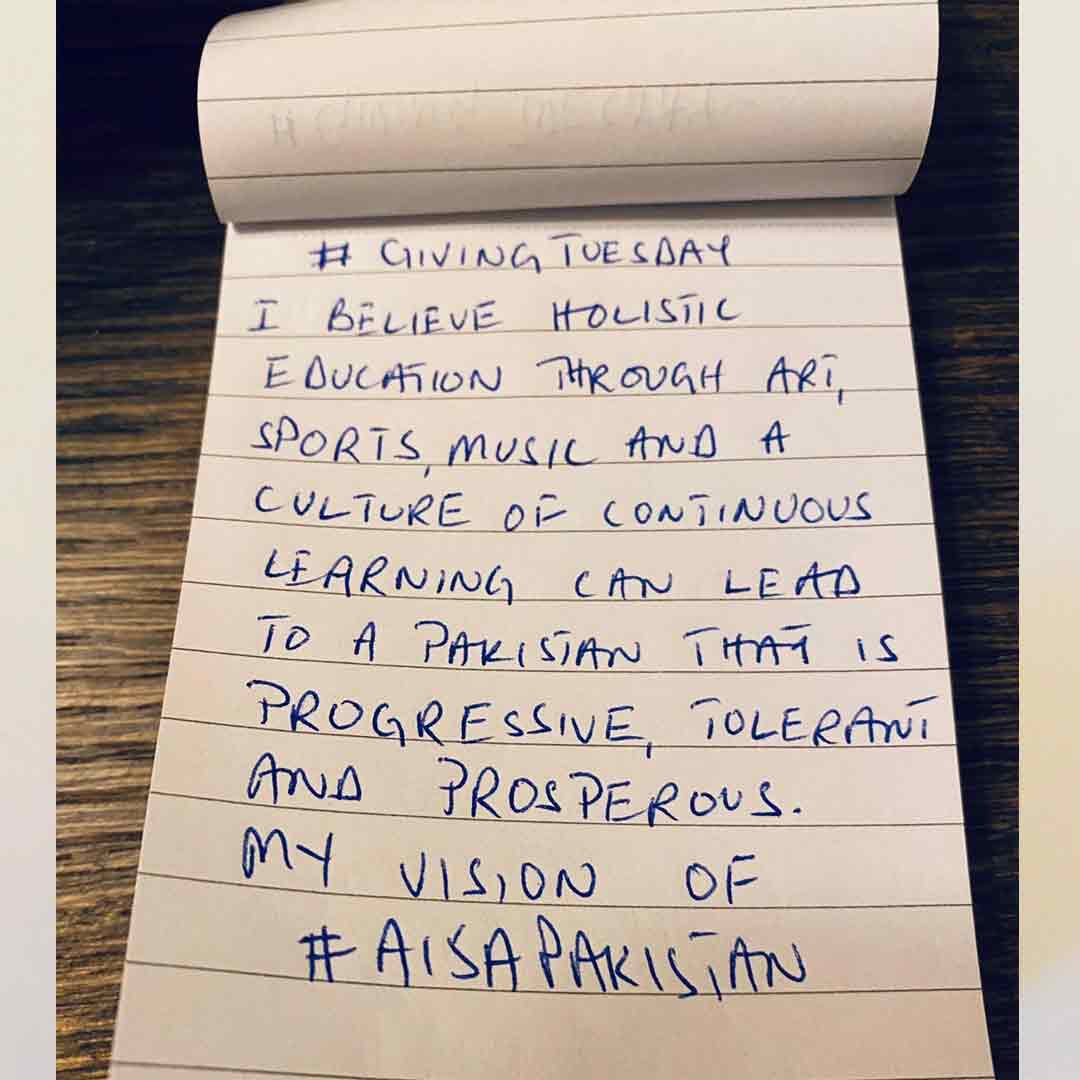 # GIVINGTUESDAY
I BELIEVE HOLISTIC
EDUCATION THROUGH ART,
SPORTS, MUSIC AND A
CULTURE OF CONTINUOUS
LEARNING CAN LEAD
TO A PAKISTAN THAT IS
PROGRESSIVE, TOLERANT
AND PROSPEROUS.
MY VISION OF
#AISAPAKISTAN